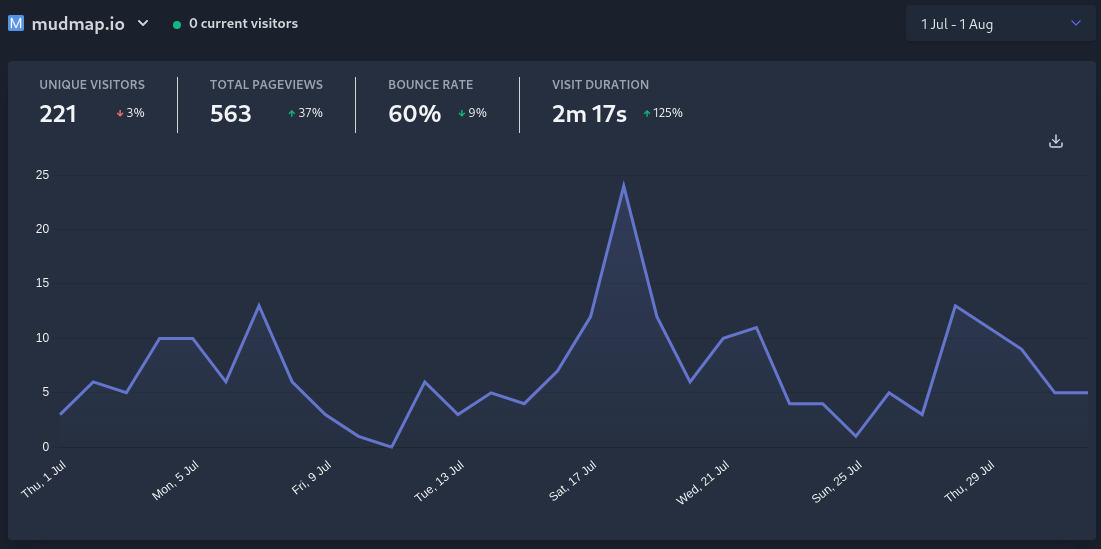 M mudmap.io
0 current visitors
1 Jul - 1 Aug
UNIQUE VISITORS
221
3%
TOTAL PAGEVIEWS
563
37%
BOUNCE RATE
60%
9%
VISIT DURATION
2m 17s
125%
25
20
15
10
5
0
Thu, 1 Jul
Mon, 5 Jul
Fri, 9 Jul
Tue, 13 Jul
Sat, 17 Jul
Wed, 21 Jul
Sun, 25 Jul
Thu, 29 Jul